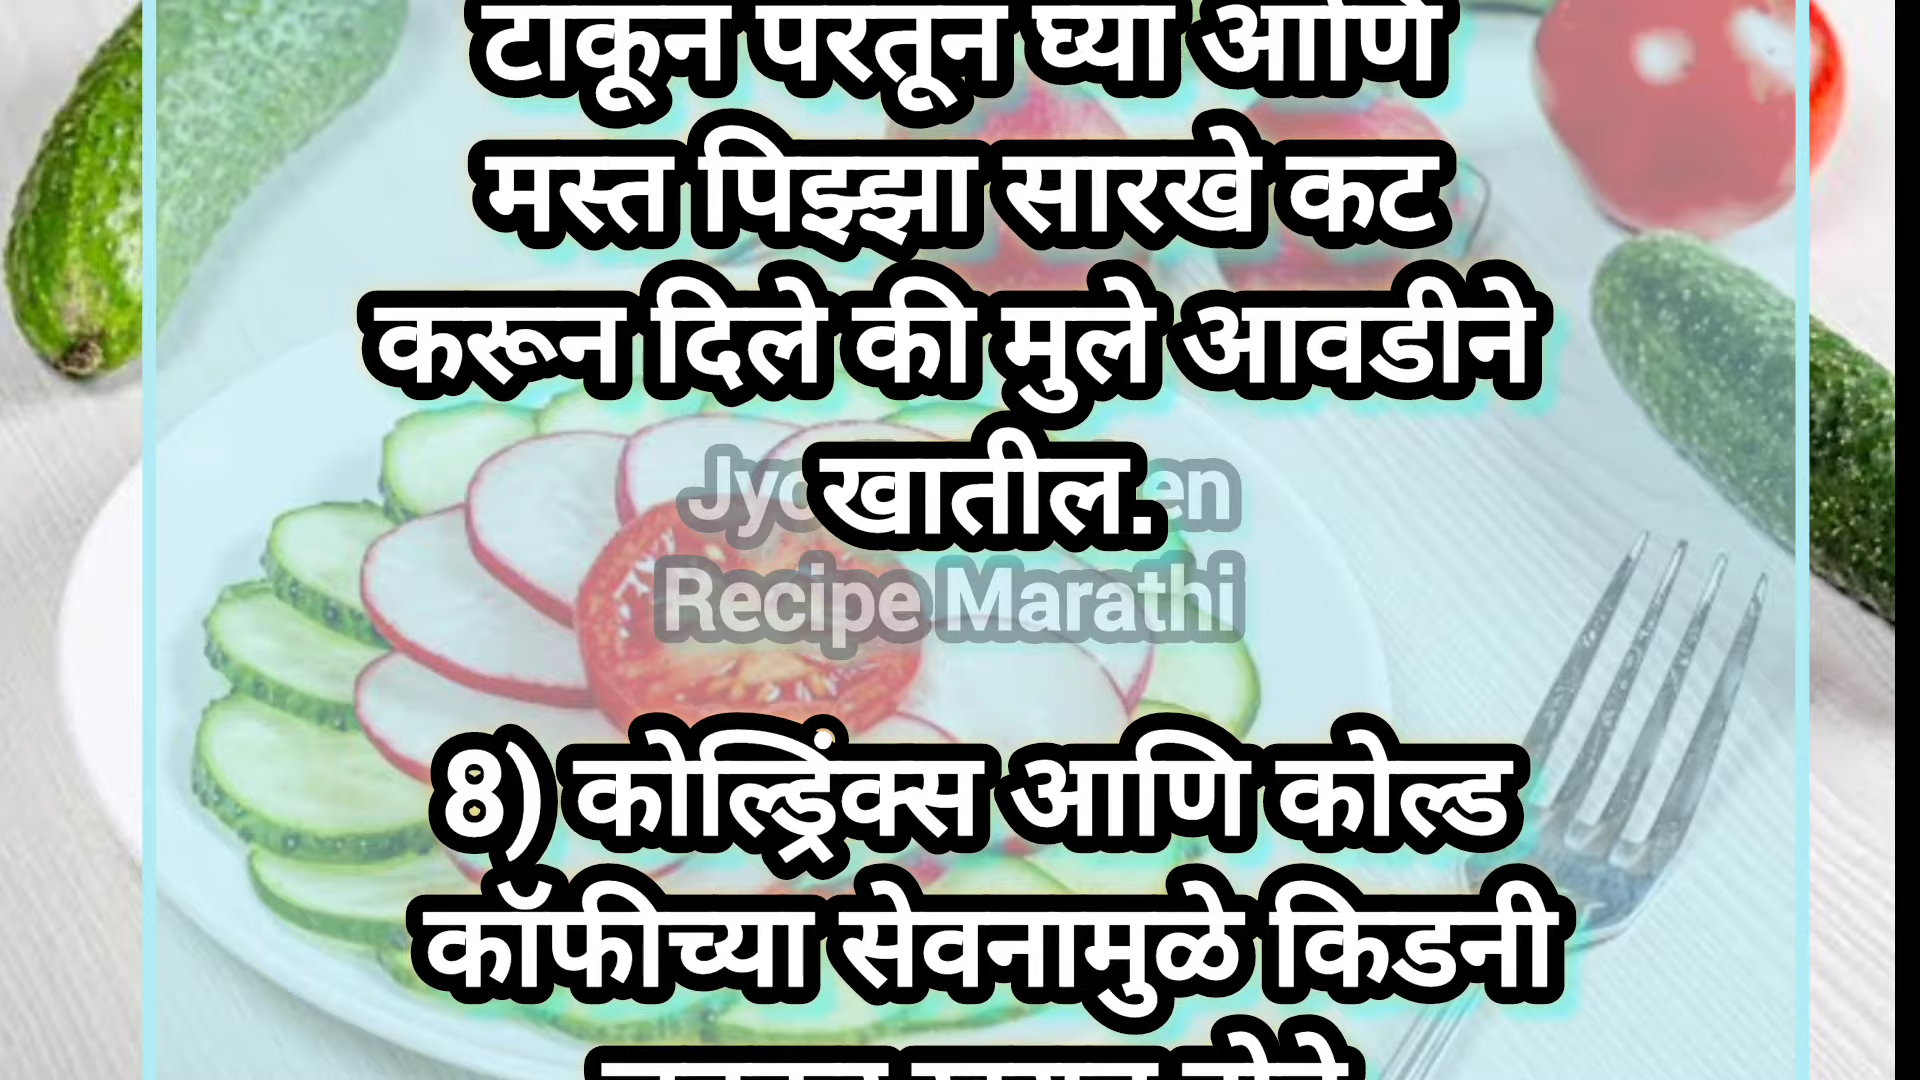 टाकून परतून घ्या आणि
मस्त पिझ्झा सारखे कट
करून दिले की मुले आवडीने
खातील.
Recipe Marathi
8) कोल्ड्रिंक्स आणि कोल्ड
कॉफीच्या सेवनामुळे किडनी